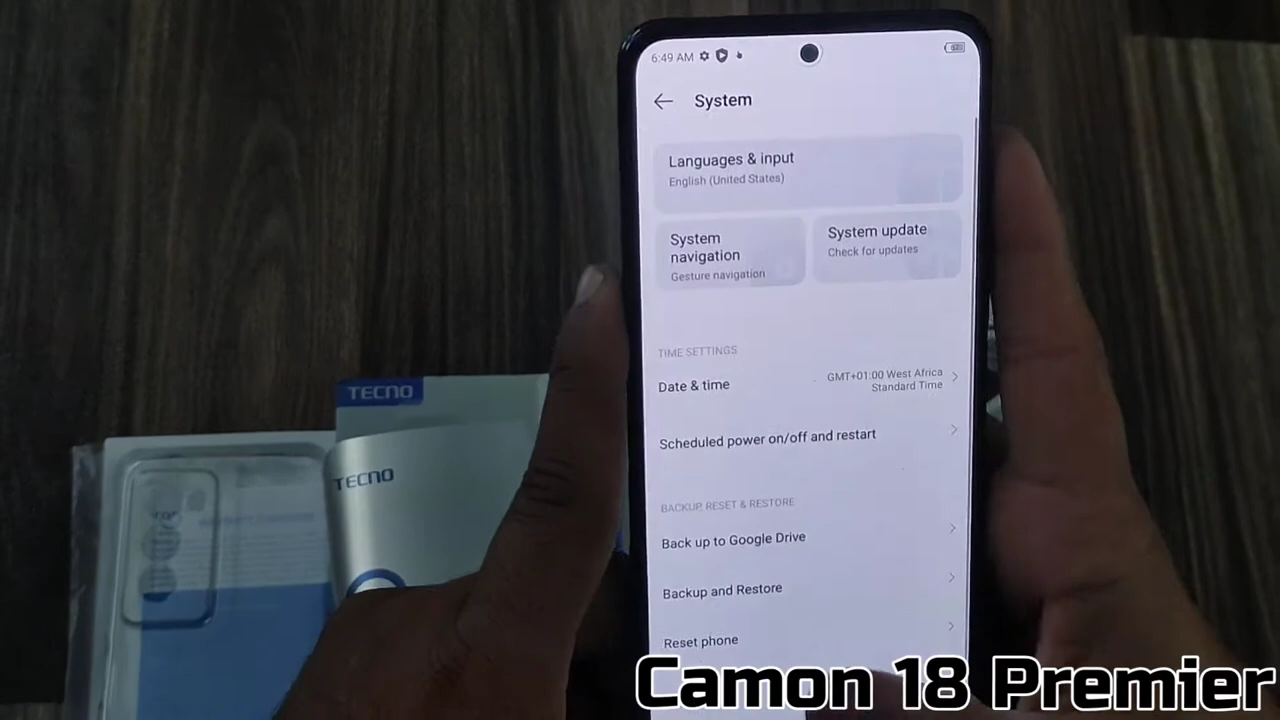 6:49 AM
System
Languages & input
English (United States)
System
navigation
Gesture navigation
System update
Check for updates
TIME SETTINGS
Date & time
GMT+01:00 West Africa
Standard Time
Scheduled power on/off and restart
BACKUP, RESET & RESTORE
Back up to Google Drive
Backup and Restore
Reset phone
TECNO
TECNO
Camon 18 Premier